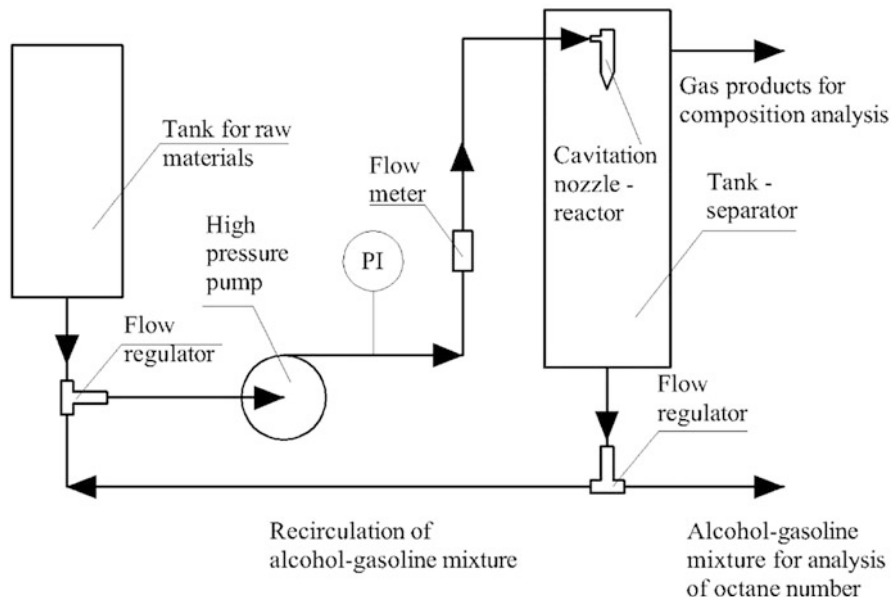 Tank for raw
materials
Flow
regulator
High
pressure
pump
PI
Flow
meter
Cavitation
nozzle -
reactor
Gas products for
composition analysis
Tank -
separator
Flow
regulator
Recirculation of
alcohol-gasoline mixture
Alcohol-gasoline
mixture for analysis
of octane number